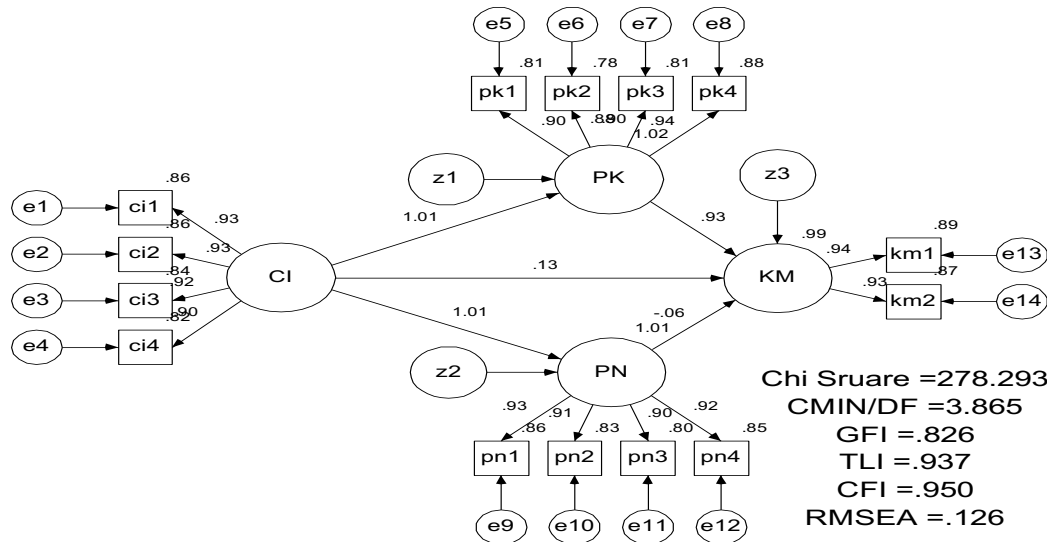 e5 e6 e7 e8
.81 .78 .81 .88
pk1 pk2 pk3 pk4
.90 .88 .90 .94
1.02
z1 PK z3
e1 .86 ci1 .93
1.01 .93
e2 .86 ci2 .93
.99 .94 .89 km1 e13
CI .13 KM
e3 .84 ci3 .92
.93 .87 km2 e14
e4 .82 ci4 .90
1.01 -.06
1.01
z2 PN
.93 .91 .90 .92
.86 .83 .80 .85
pn1 pn2 pn3 pn4
e9 e10 e11 e12
Chi Sruare =278.293
CMIN/DF =3.865
GFI =.826
TLI =.937
CFI =.950
RMSEA =.126